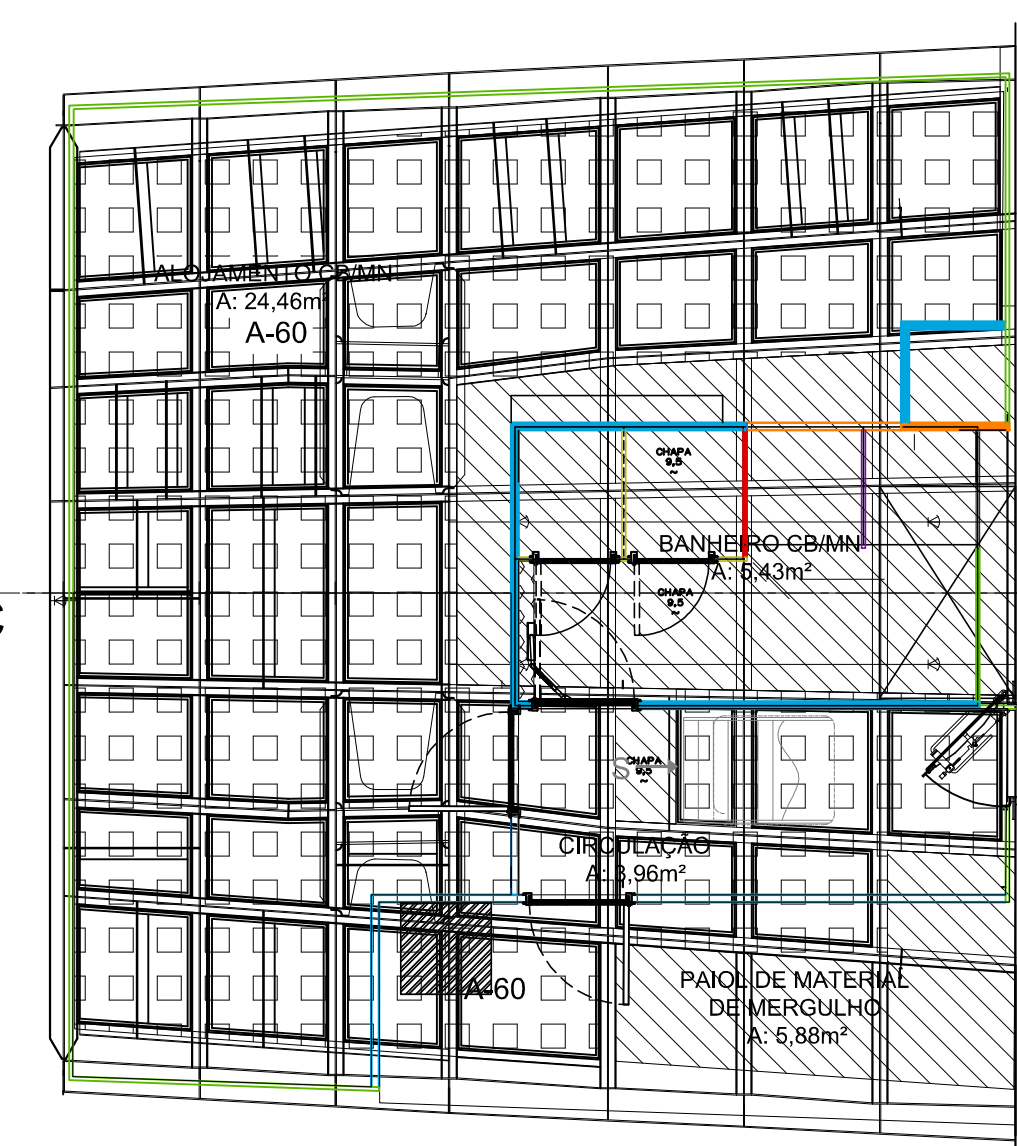 ALOJAMENTO CB/MN
A: 24,46m²
A-60
CHAPA
9,5
~
BANHEIRO CB/MN
A: 5,43m²
CHAPA
9,5
~
S
CHAPA
9,5
~
CIRCULAÇÃO
A: 3,96m²
A-60
PAIOL DE MATERIAL
DE MERGULHO
A: 5,88m²